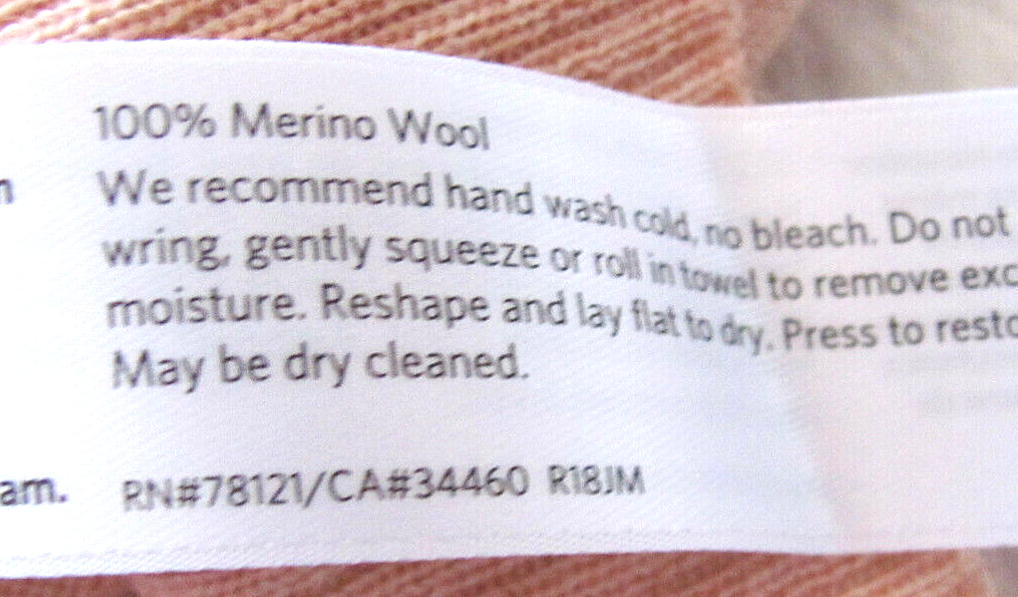 100% Merino Wool
We recommend hand wash cold, no bleach. Do not
wring, gently squeeze or roll in towel to remove exc
moisture. Reshape and lay flat to dry. Press to resto
May be dry cleaned.
am. RN#78121/CA#34460 R18JM